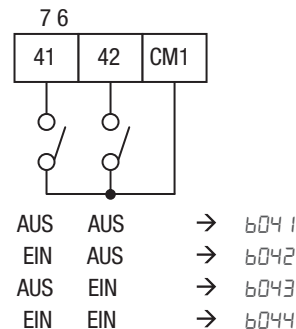 7 6
41 42 CM1
AUS AUS → b041
EIN AUS → b042
AUS EIN → b043
EIN EIN → b044